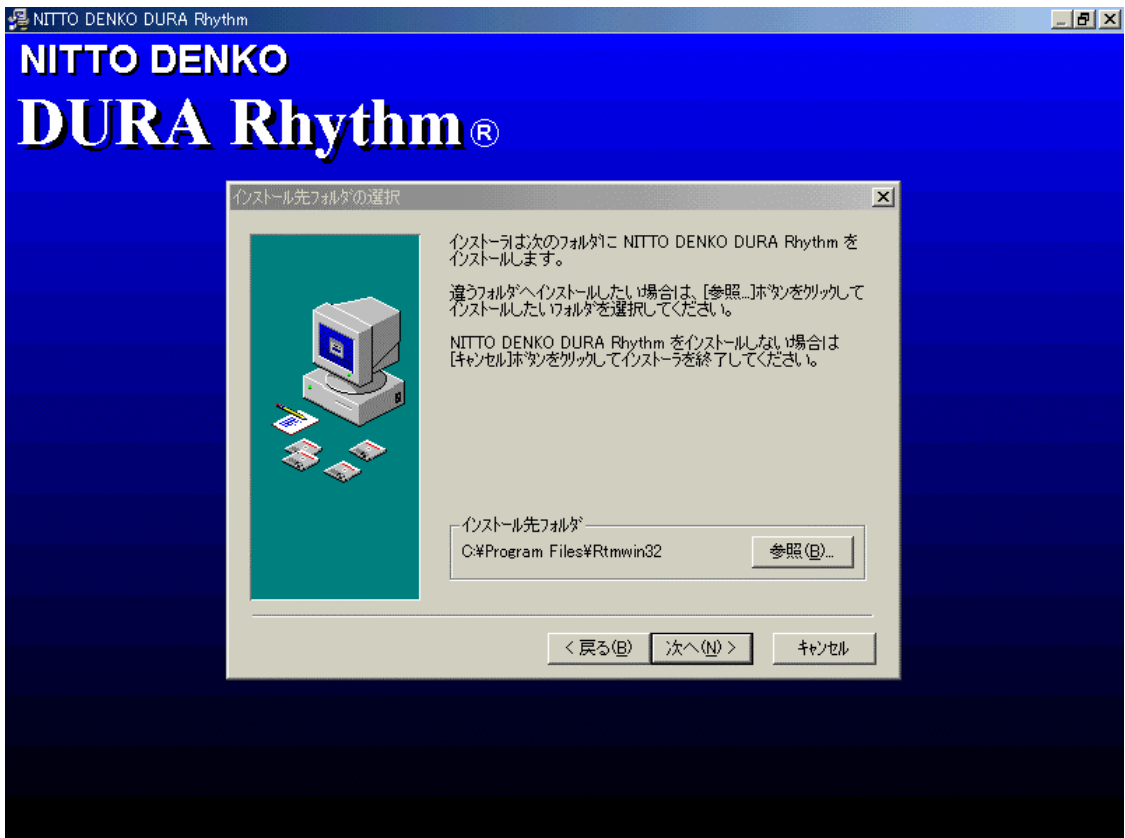 NITTO DENKO DURA Rhythm
NITTO DENKO
DURA Rhythm®
インストール先フォルダの選択
インストーラは次のフォルダに NITTO DENKO DURA Rhythm を
インストールします。
違うフォルダへインストールしたい場合は、[参照...]ボタンをクリックして
インストールしたいフォルダを選択してください。
NITTO DENKO DURA Rhythm をインストールしない場合は
[キャンセル]ボタンをクリックしてインストーラを終了してください。
インストール先フォルダ
C:¥Program Files¥Rtmwin32
参照(B)...
< 戻る(B)
次へ(N) >
キャンセル